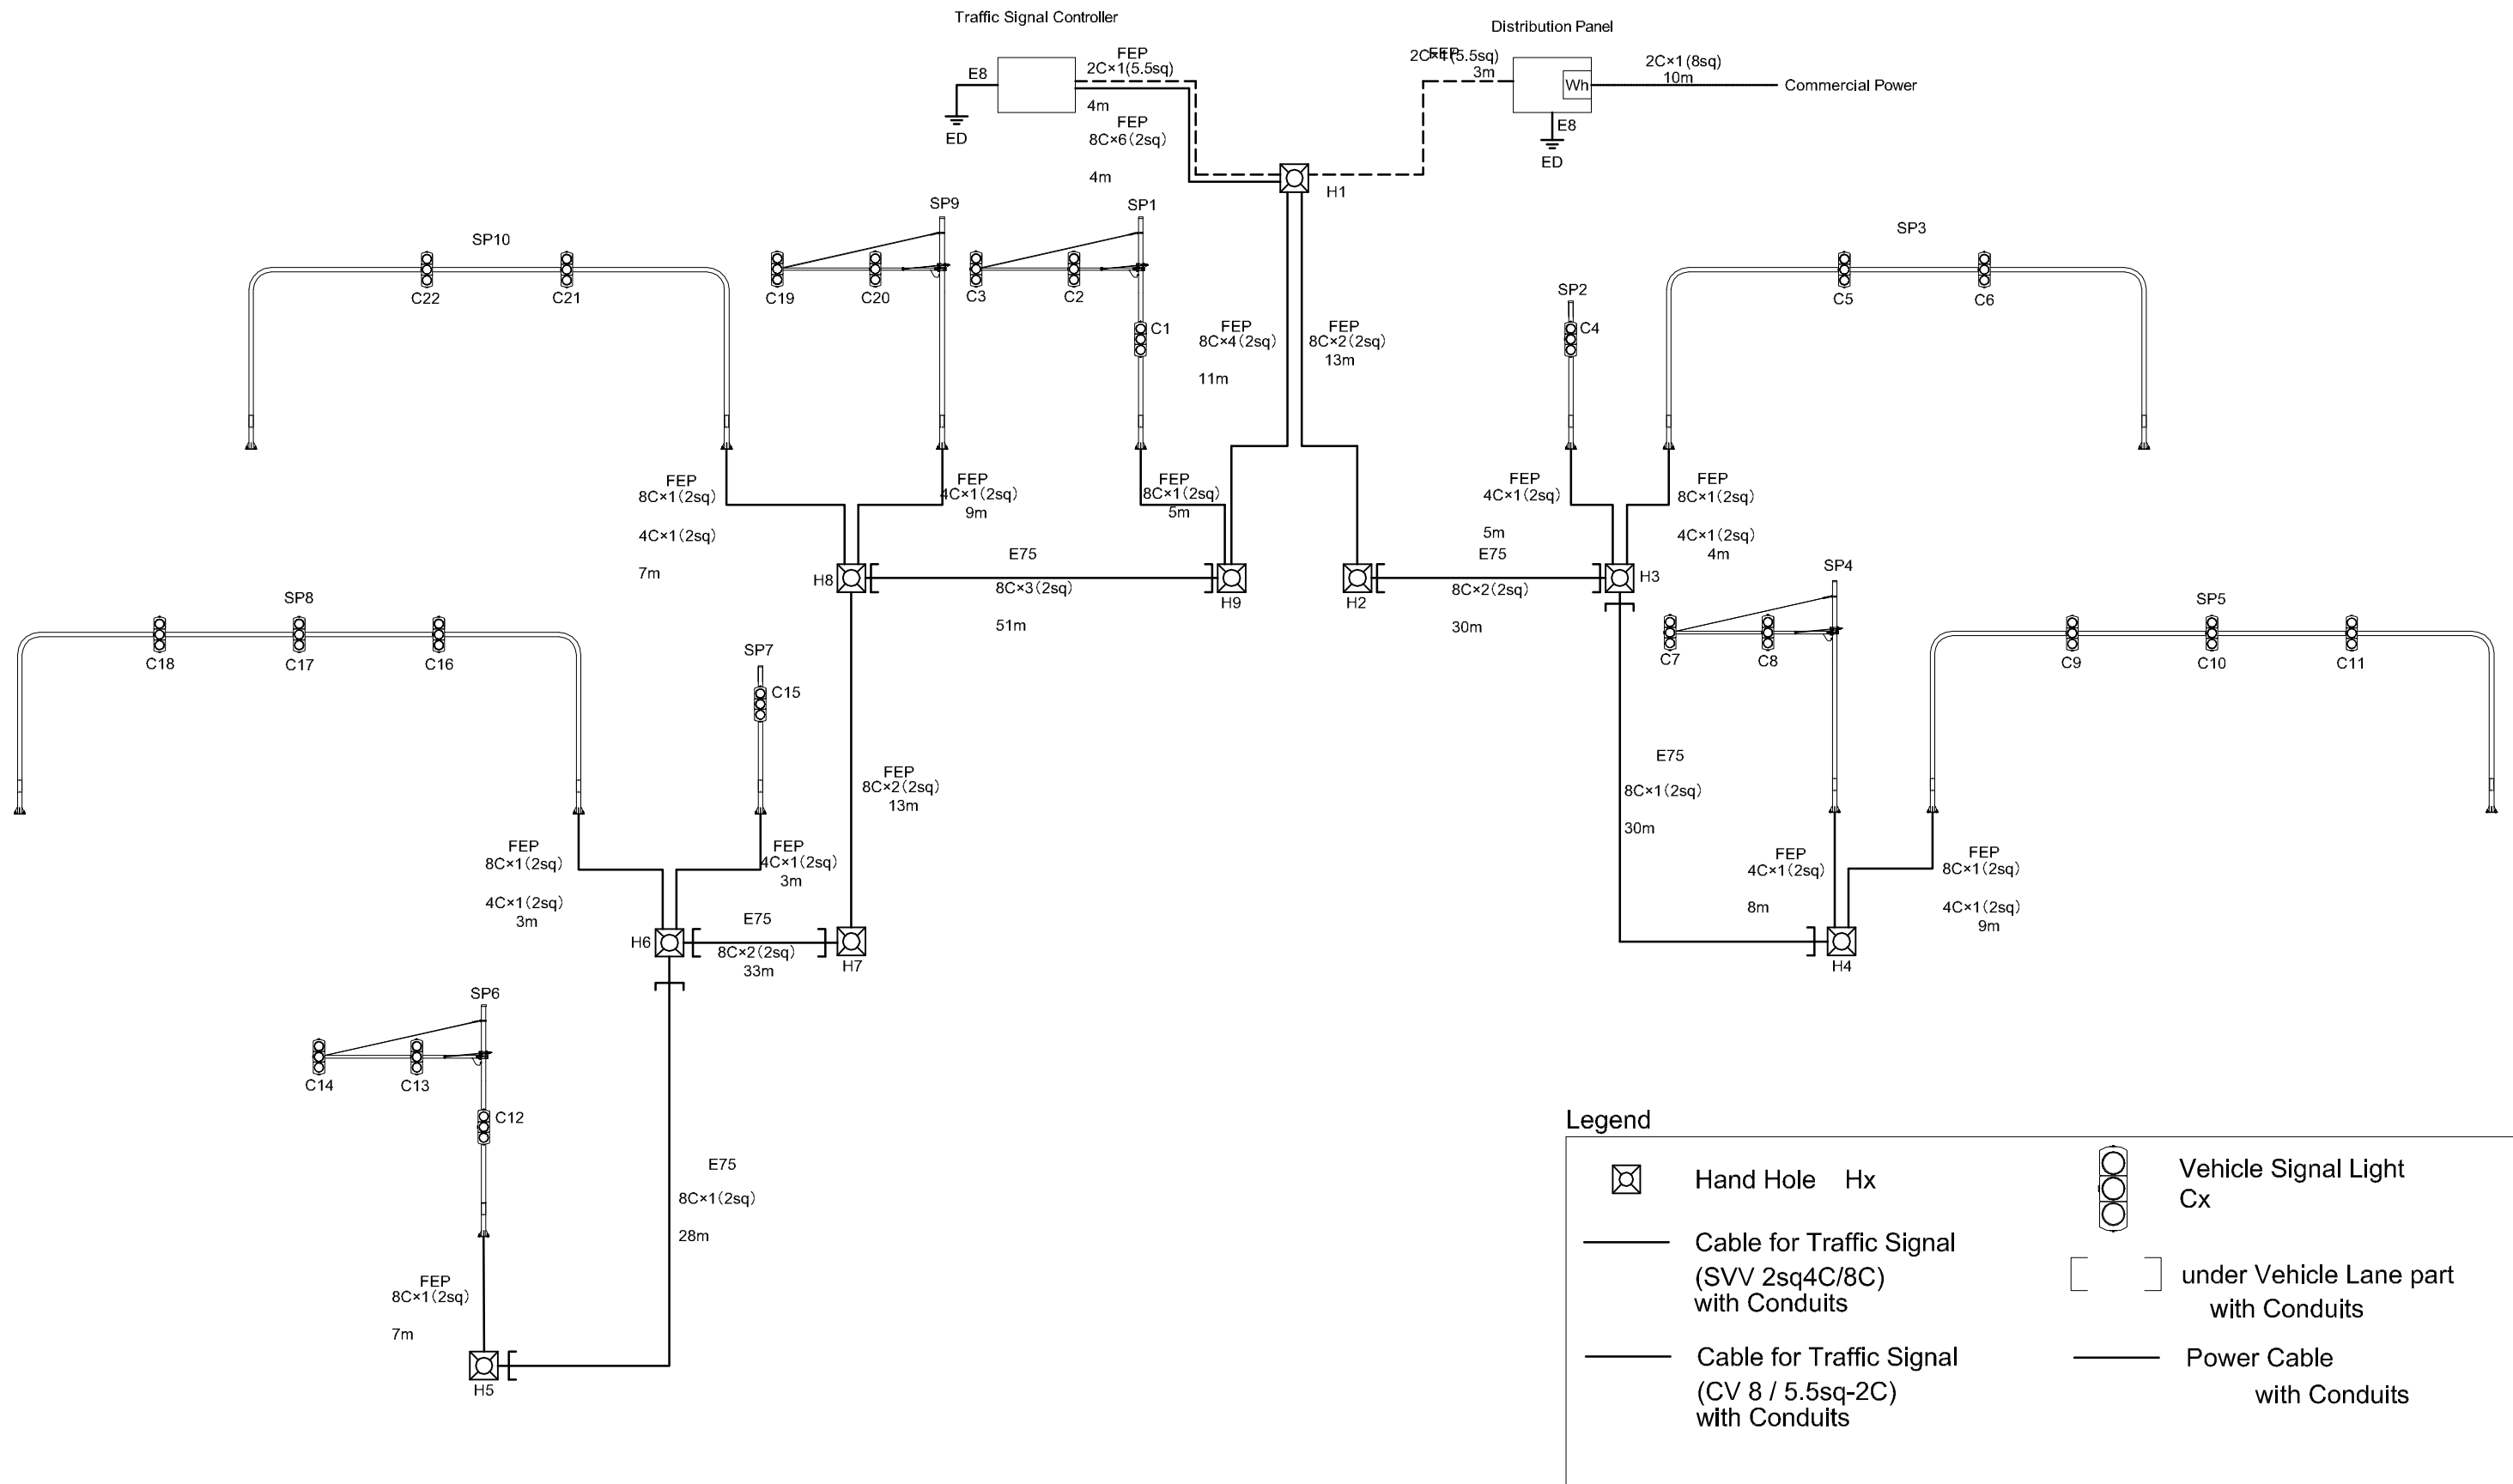 Traffic Signal Controller
Distribution Panel
FEP
2C×1(5.5sq)
E8
4m
FEP
8C×6(2sq)
4m
ED
FEP
2C×1(5.5sq)
3m
Wh
2C×1(8sq)
10m
Commercial Power
E8
ED
H1
SP10
C22
C21
SP9
C19
C20
SP1
C3
C2
C1
FEP
8C×4(2sq)
11m
FEP
8C×2(2sq)
13m
SP2
C4
SP3
C5
C6
FEP
8C×1(2sq)
4C×1(2sq)
7m
FEP
4C×1(2sq)
9m
FEP
8C×1(2sq)
5m
FEP
4C×1(2sq)
5m
FEP
8C×1(2sq)
4C×1(2sq)
4m
H8
E75
8C×3(2sq)
51m
H9
H2
E75
8C×2(2sq)
30m
H3
SP8
C18
C17
C16
SP7
C15
SP4
C7
C8
SP5
C9
C10
C11
FEP
8C×2(2sq)
13m
E75
8C×1(2sq)
30m
FEP
8C×1(2sq)
4C×1(2sq)
3m
FEP
4C×1(2sq)
3m
FEP
4C×1(2sq)
8m
FEP
8C×1(2sq)
4C×1(2sq)
9m
H6
E75
8C×2(2sq)
33m
H7
H4
SP6
C14
C13
C12
E75
8C×1(2sq)
28m
FEP
8C×1(2sq)
7m
H5
Legend
Hand Hole Hx
Cable for Traffic Signal
(SVV 2sq4C/8C)
with Conduits
Cable for Traffic Signal
(CV 8 / 5.5sq-2C)
with Conduits
Vehicle Signal Light
Cx
under Vehicle Lane part
with Conduits
Power Cable
with Conduits